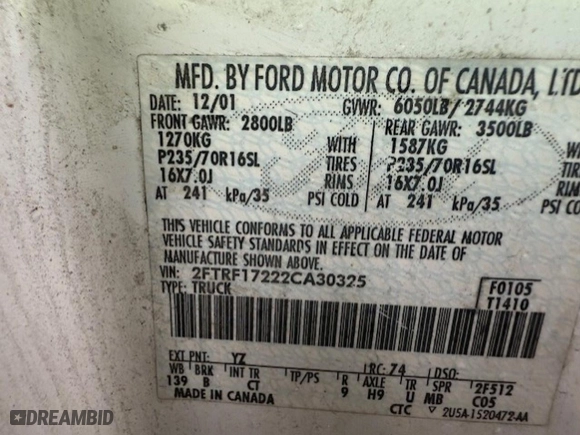 MFD. BY FORD MOTOR CO. OF CANADA, LTD
DATE: 12/01 GVWR: 6050LB/ 2744KG
FRONT GAWR: 2800LB REAR GAWR: 3500LB
1270KG WITH 1587KG WITH
P235/70R16SL TIRES P235/70R16SL
16X7.0J RIMS 16X7.0J
AT 241 kPa/35 PSI COLD AT 241 kPa/35
THIS VEHICLE CONFORMS TO ALL APPLICABLE FEDERAL MOTOR
VEHICLE SAFETY STANDARDS IN EFFECT ON THE DATE OF
MANUFACTURE SHOWN ABOVE.
VIN: 2FTRF17222CA30325 F0105
TYPE: TRUCK T1410
EXT PNT: YZ RC: 74 DSO:
WB BRK INT TR TP/PS R AXLE TR SPR 2F512
139 B CT 9 H9 U MB C05
MADE IN CANADA CTC 2U5A-1520472-AA
DREAMBID